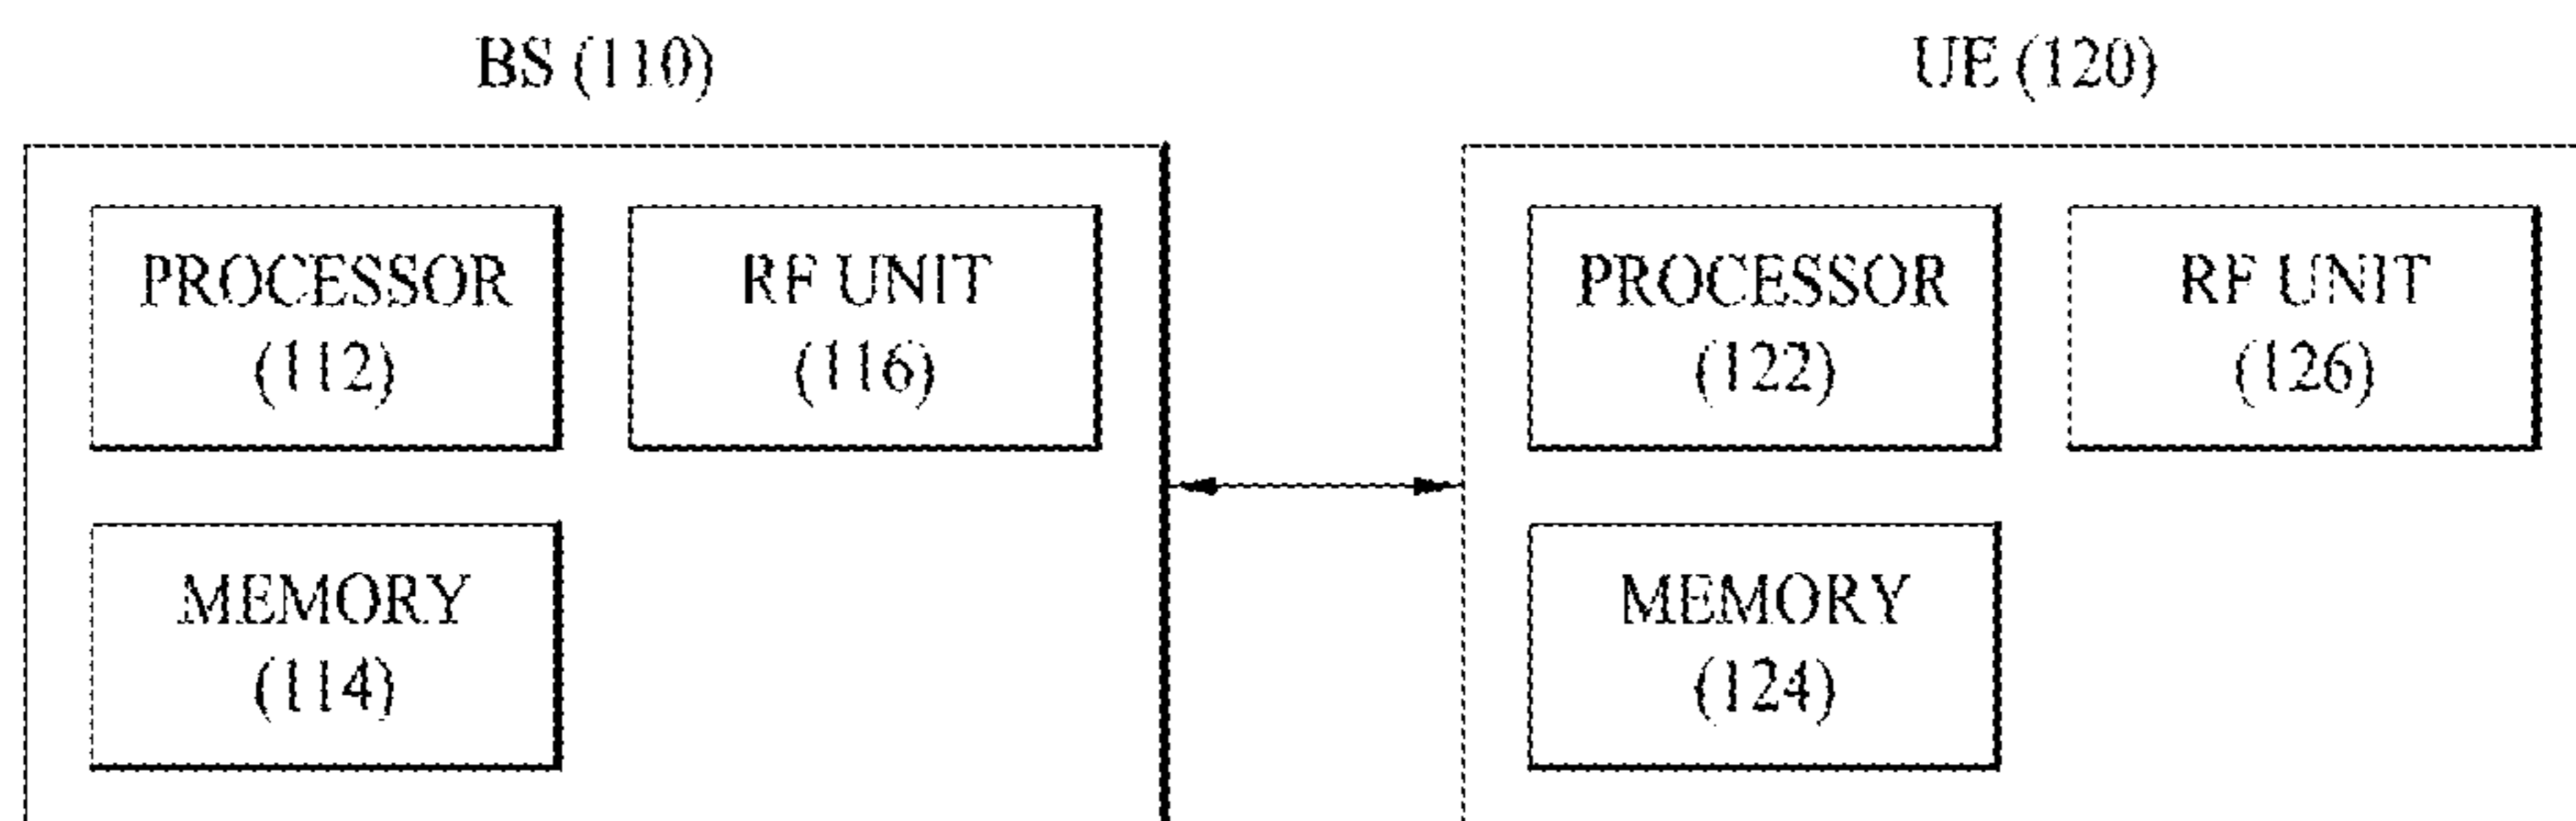 BS (110)
UE (120)
PROCESSOR
(112)
RF UNIT
(116)
PROCESSOR
(122)
RF UNIT
(126)
MEMORY
(114)
MEMORY
(124)